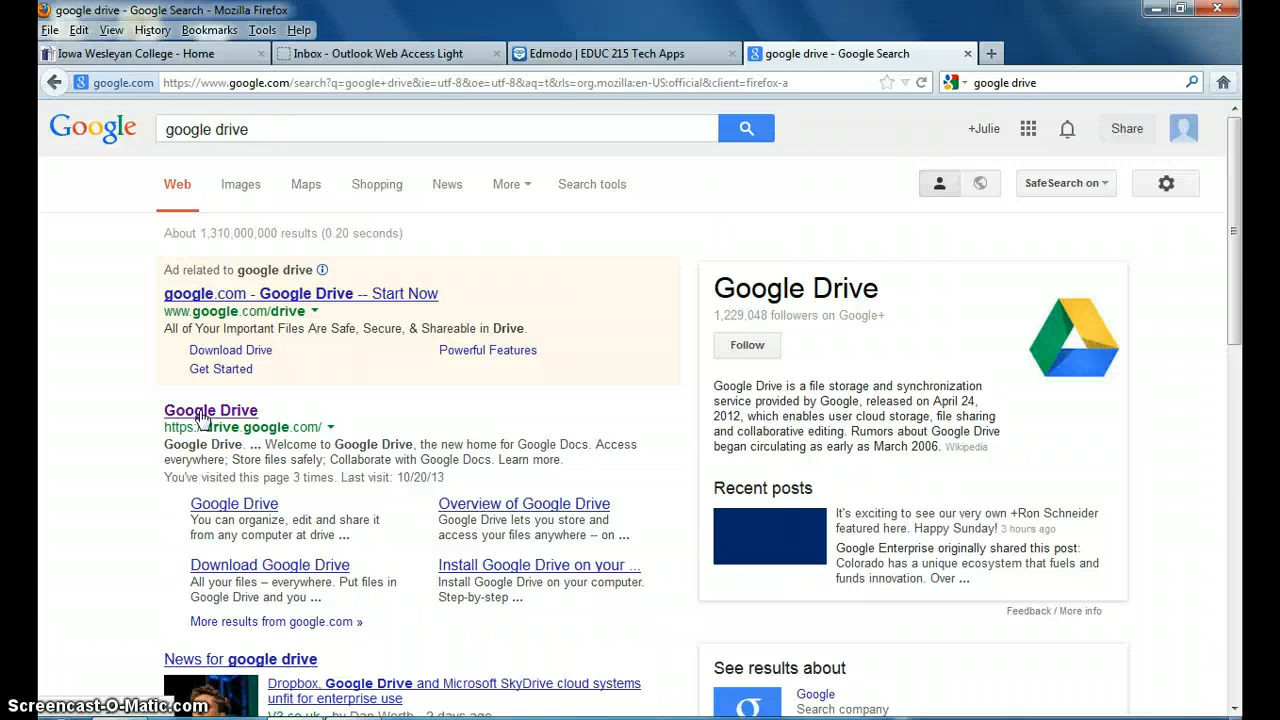 google drive - Google Search - Mozilla Firefox
File Edit View History Bookmarks Tools Help
Iowa Wesleyan College - Home
Inbox - Outlook Web Access Light
Edmodo | EDUC 215 Tech Apps
google drive - Google Search
google.com
https://www.google.com/search?q=google+drive&ie=utf-8&oe=utf-8&aq=t&rls=org.mozilla:en-US:official&client=firefox-a
google drive
Google
google drive
+Julie
Share
Web Images Maps Shopping News More Search tools
SafeSearch on
About 1,310,000,000 results (0.20 seconds)
Ad related to google drive
google.com - Google Drive -- Start Now
www.google.com/drive
All of Your Important Files Are Safe, Secure, & Shareable in Drive.
Download Drive Powerful Features
Get Started
Google Drive
https://drive.google.com/
Google Drive. ... Welcome to Google Drive, the new home for Google Docs. Access
everywhere; Store files safely; Collaborate with Google Docs. Learn more.
You've visited this page 3 times. Last visit: 10/20/13
Google Drive
You can organize, edit and share it
from any computer at drive ...
Overview of Google Drive
Google Drive lets you store and
access your files anywhere – on ...
Download Google Drive
All your files – everywhere. Put files in
Google Drive and you ...
Install Google Drive on your ...
Install Google Drive on your computer.
Step-by-step ...
More results from google.com »
News for google drive
Dropbox, Google Drive and Microsoft SkyDrive cloud systems
unfit for enterprise use
V3.co.uk - by Dan Worth - 2 days ago
Google Drive
1,229,048 followers on Google+
Follow
Google Drive is a file storage and synchronization
service provided by Google, released on April 24,
2012, which enables user cloud storage, file sharing
and collaborative editing. Rumors about Google Drive
began circulating as early as March 2006. Wikipedia
Recent posts
It's exciting to see our very own +Ron Schneider
featured here. Happy Sunday! 3 hours ago
Google Enterprise originally shared this post:
Colorado has a unique ecosystem that fuels and
funds innovation. Over ...
Feedback / More info
See results about
Google
Search company
Screencast-O-Matic.com